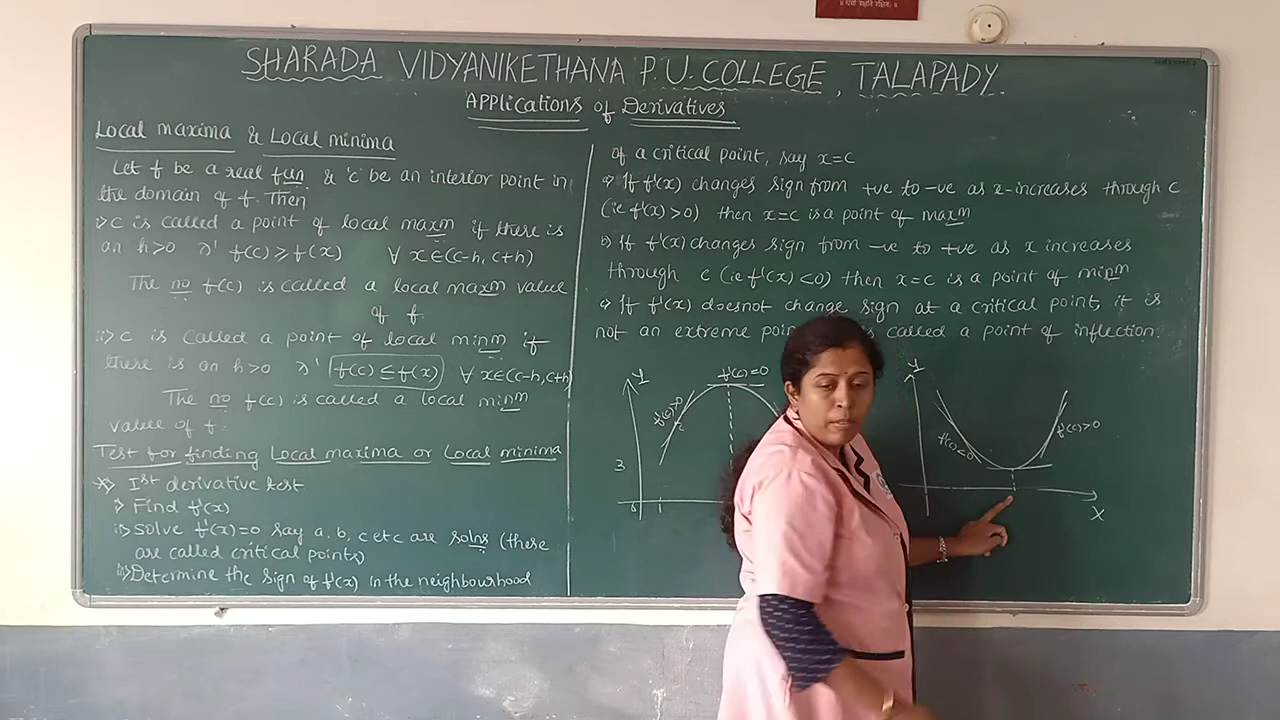 ॥ धर्मो रक्षति रक्षितः ॥
SHARADA VIDYANIKETHANA P.U. COLLEGE, TALAPADY.
APPLICATIONS of DERIVATIVES
Local maxima & Local minima
Let f be a real fun & 'c' be an interior point in
the domain of f. Then
i> c is called a point of local maxm if there is
an h>0 ∋' f(c) ≥ f(x) ∀ x∈(c-h, c+h)
The no f(c) is called a local maxm value
of f.
ii> c is called a point of local minm if
there is an h>0 ∋' f(c) ≤ f(x) ∀ x∈(c-h, c+h)
The no f(c) is called a local minm
value of f.
Test for finding Local maxima or Local minima
Ist derivative test
i> Find f'(x)
ii> solve f'(x)=0 say a, b, c etc are solns (these
are called critical points)
iii> Determine the sign of f'(x) in the neighbourhood
of a critical point, say x=c
a> If f'(x) changes sign from +ve to -ve as x-increases through c
(ie f'(x)>0) then x=c is a point of maxm
b> If f'(x) changes sign from -ve to +ve as x increases
through c (ie f'(x)<0) then x=c is a point of minm
c> If f'(x) doesnot change sign at a critical point, it is
not an extreme poin is called a point of inflection.
Y f'(c)=0
f'(c)>0
3
0
Y
f'(c)<0 f'(c)>0
X